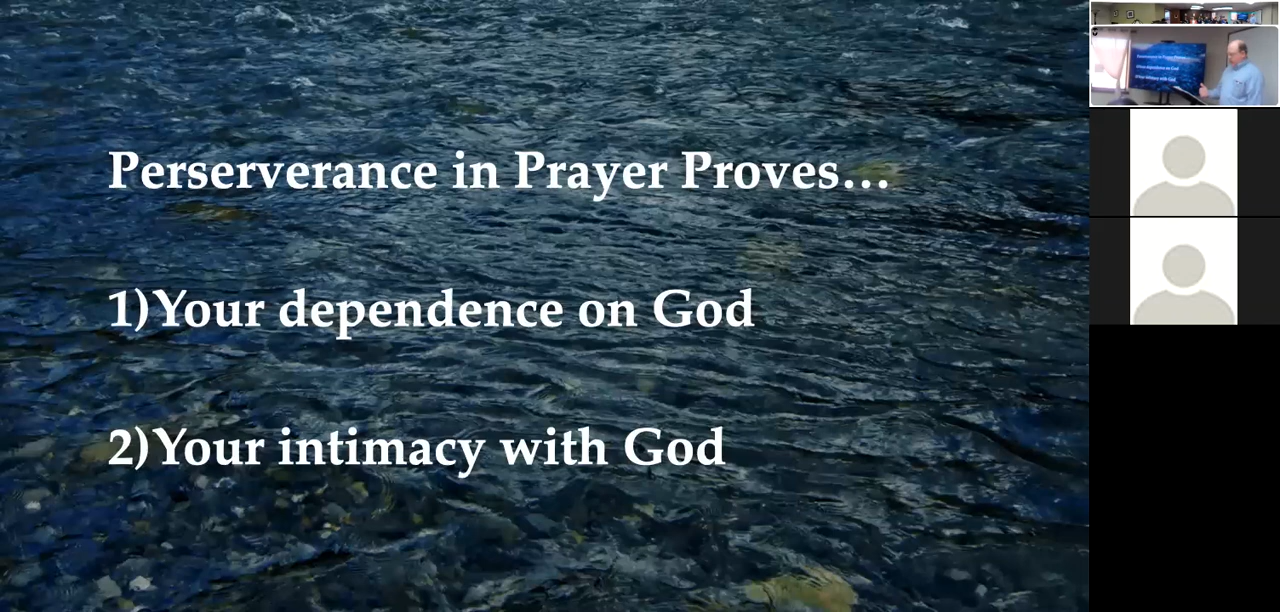 Perserverance in Prayer Proves...
1)Your dependence on God
2)Your intimacy with God